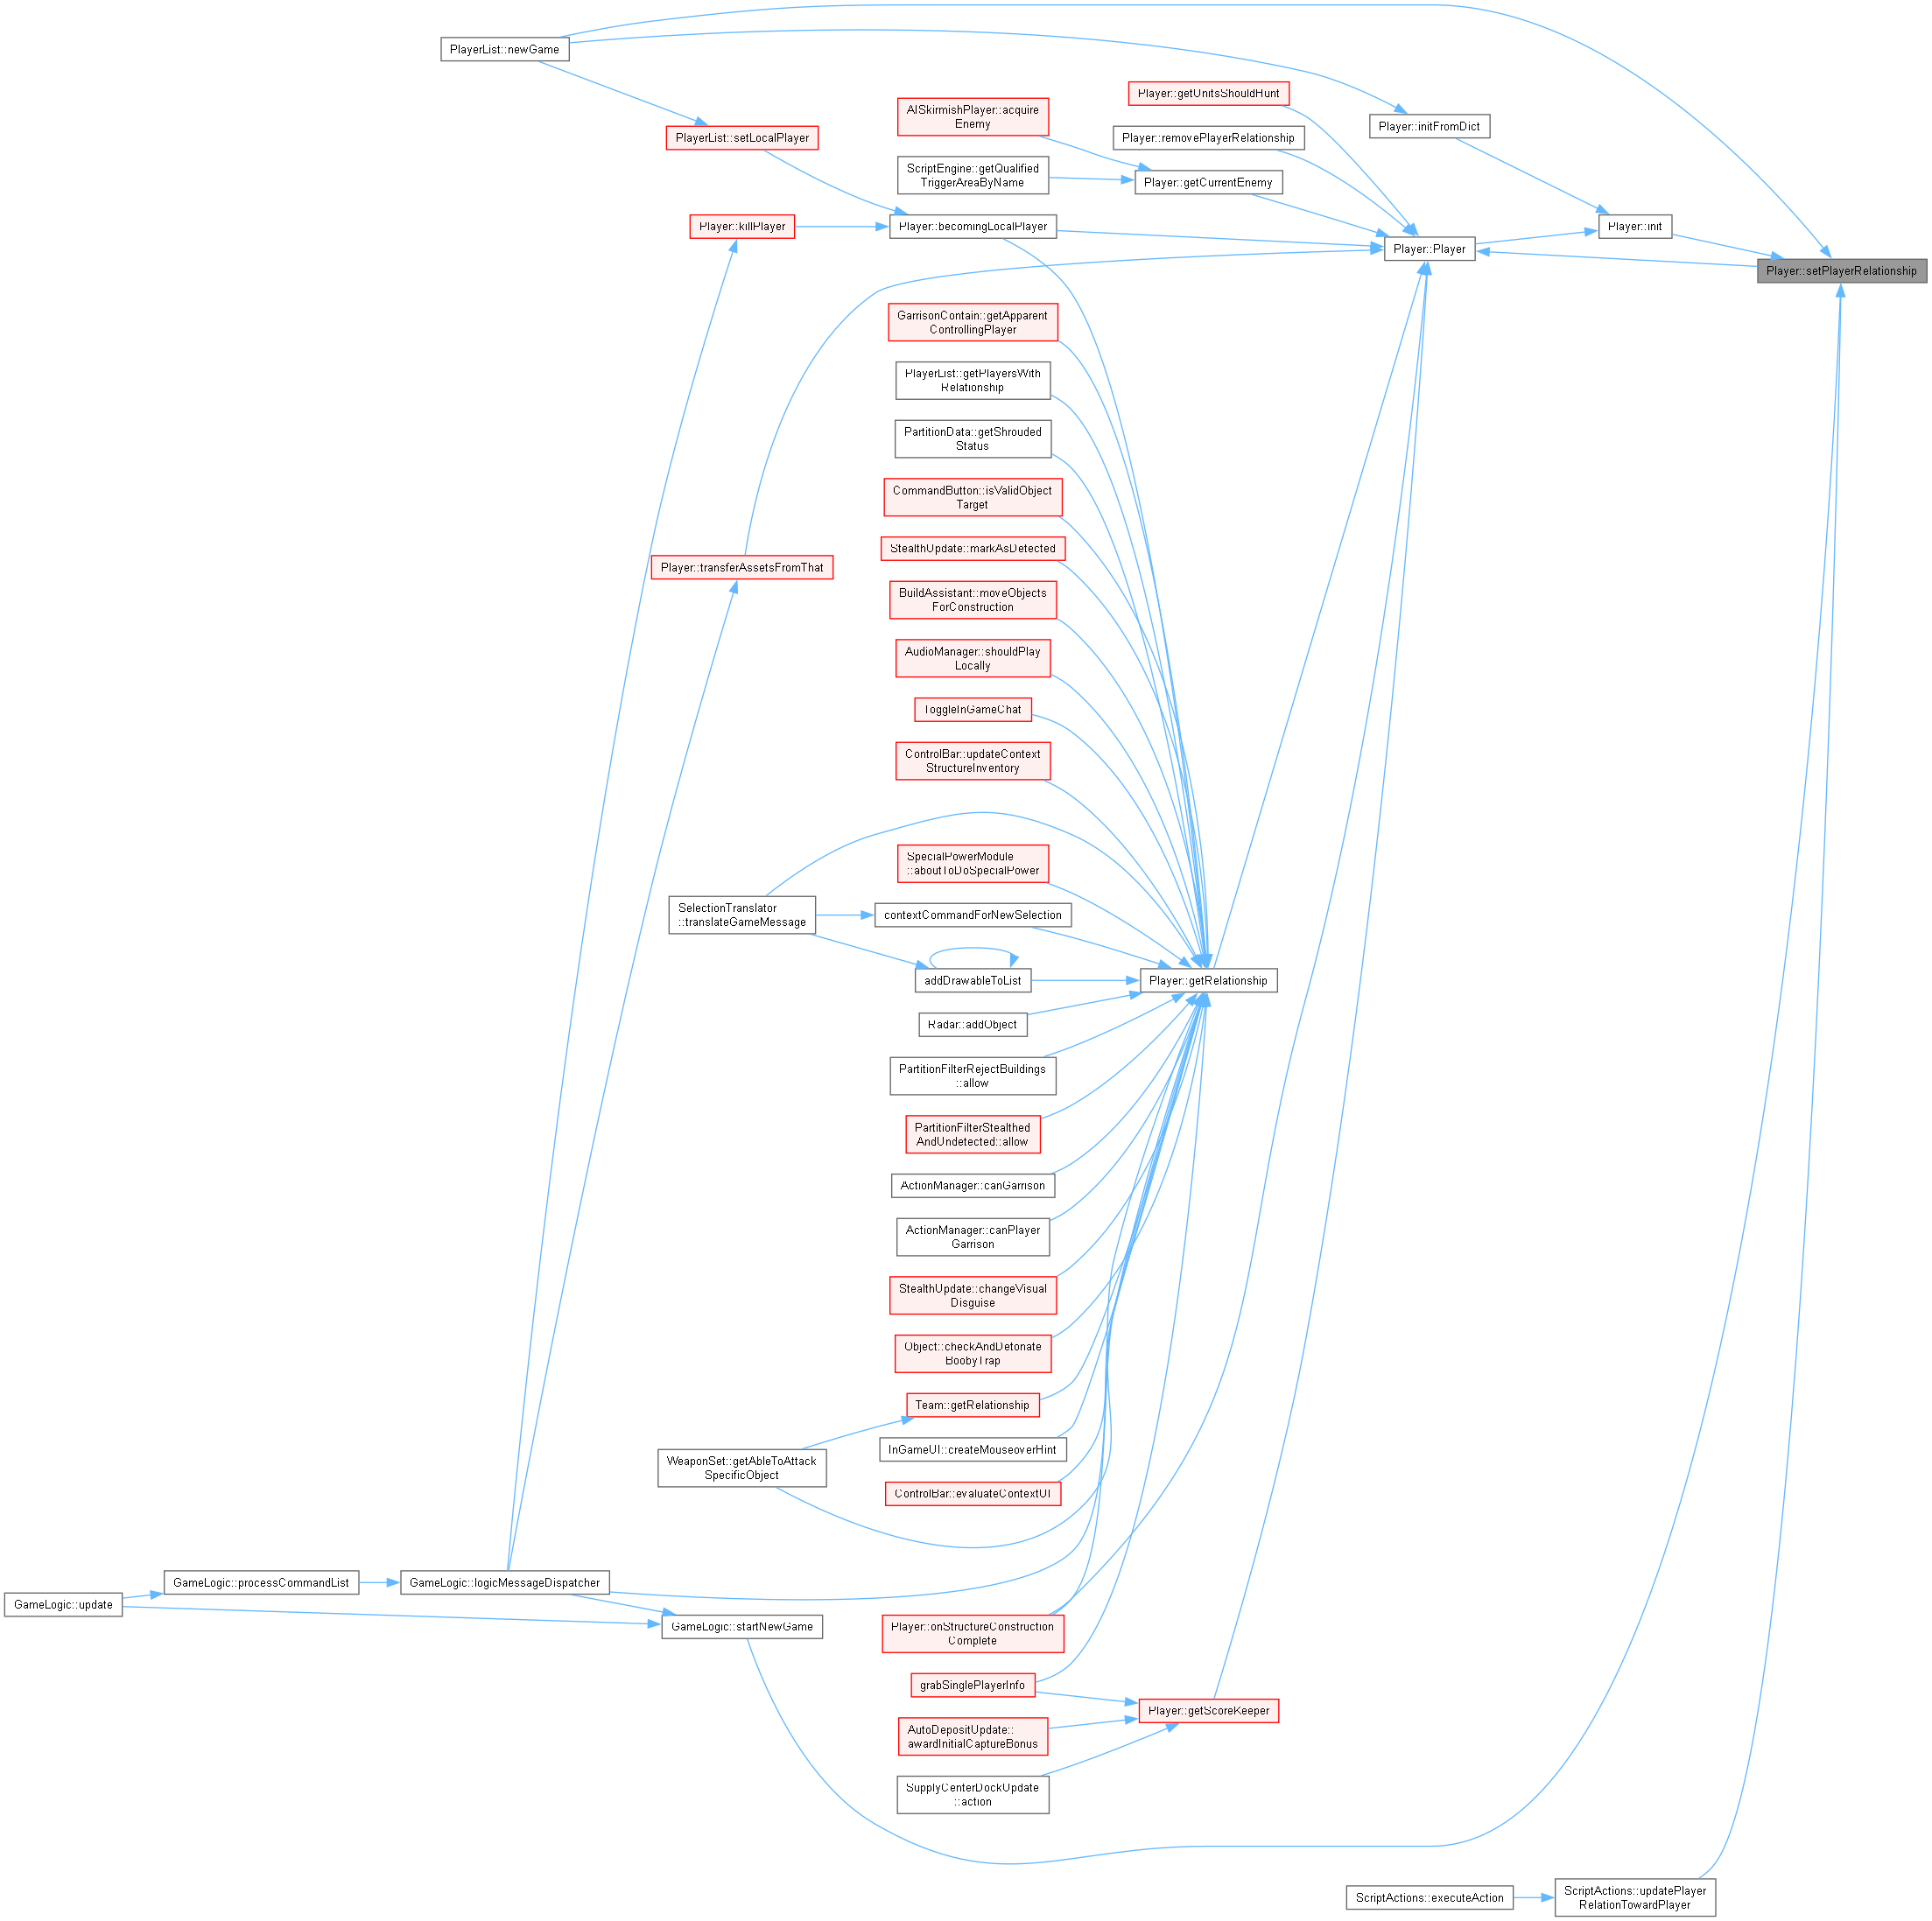 PlayerList::newGame
Player::getUnitsShouldHunt
AISkirmishPlayer::acquire
Enemy
Player::initFromDict
PlayerList::setLocalPlayer
Player::removePlayerRelationship
ScriptEngine::getQualified
TriggerAreaByName
Player::getCurrentEnemy
Player::killPlayer
Player::becomingLocalPlayer
Player::init
Player::Player
Player::setPlayerRelationship
GarrisonContain::getApparent
ControllingPlayer
PlayerList::getPlayersWith
Relationship
PartitionData::getShrouded
Status
CommandButton::isValidObject
Target
StealthUpdate::markAsDetected
Player::transferAssetsFromThat
BuildAssistant::moveObjects
ForConstruction
AudioManager::shouldPlay
Locally
ToggleInGameChat
ControlBar::updateContext
StructureInventory
SpecialPowerModule
::aboutToDoSpecialPower
SelectionTranslator
::translateGameMessage
contextCommandForNewSelection
addDrawableToList
Player::getRelationship
Radar::addObject
PartitionFilterRejectBuildings
::allow
PartitionFilterStealthed
AndUndetected::allow
ActionManager::canGarrison
ActionManager::canPlayer
Garrison
StealthUpdate::changeVisual
Disguise
Object::checkAndDetonate
BoobyTrap
Team::getRelationship
InGameUI::createMouseoverHint
WeaponSet::getAbleToAttack
SpecificObject
ControlBar::evaluateContextUI
GameLogic::processCommandList
GameLogic::logicMessageDispatcher
GameLogic::update
GameLogic::startNewGame
Player::onStructureConstruction
Complete
grabSinglePlayerInfo
Player::getScoreKeeper
AutoDepositUpdate::
awardInitialCaptureBonus
SupplyCenterDockUpdate
::action
ScriptActions::executeAction
ScriptActions::updatePlayer
RelationTowardPlayer